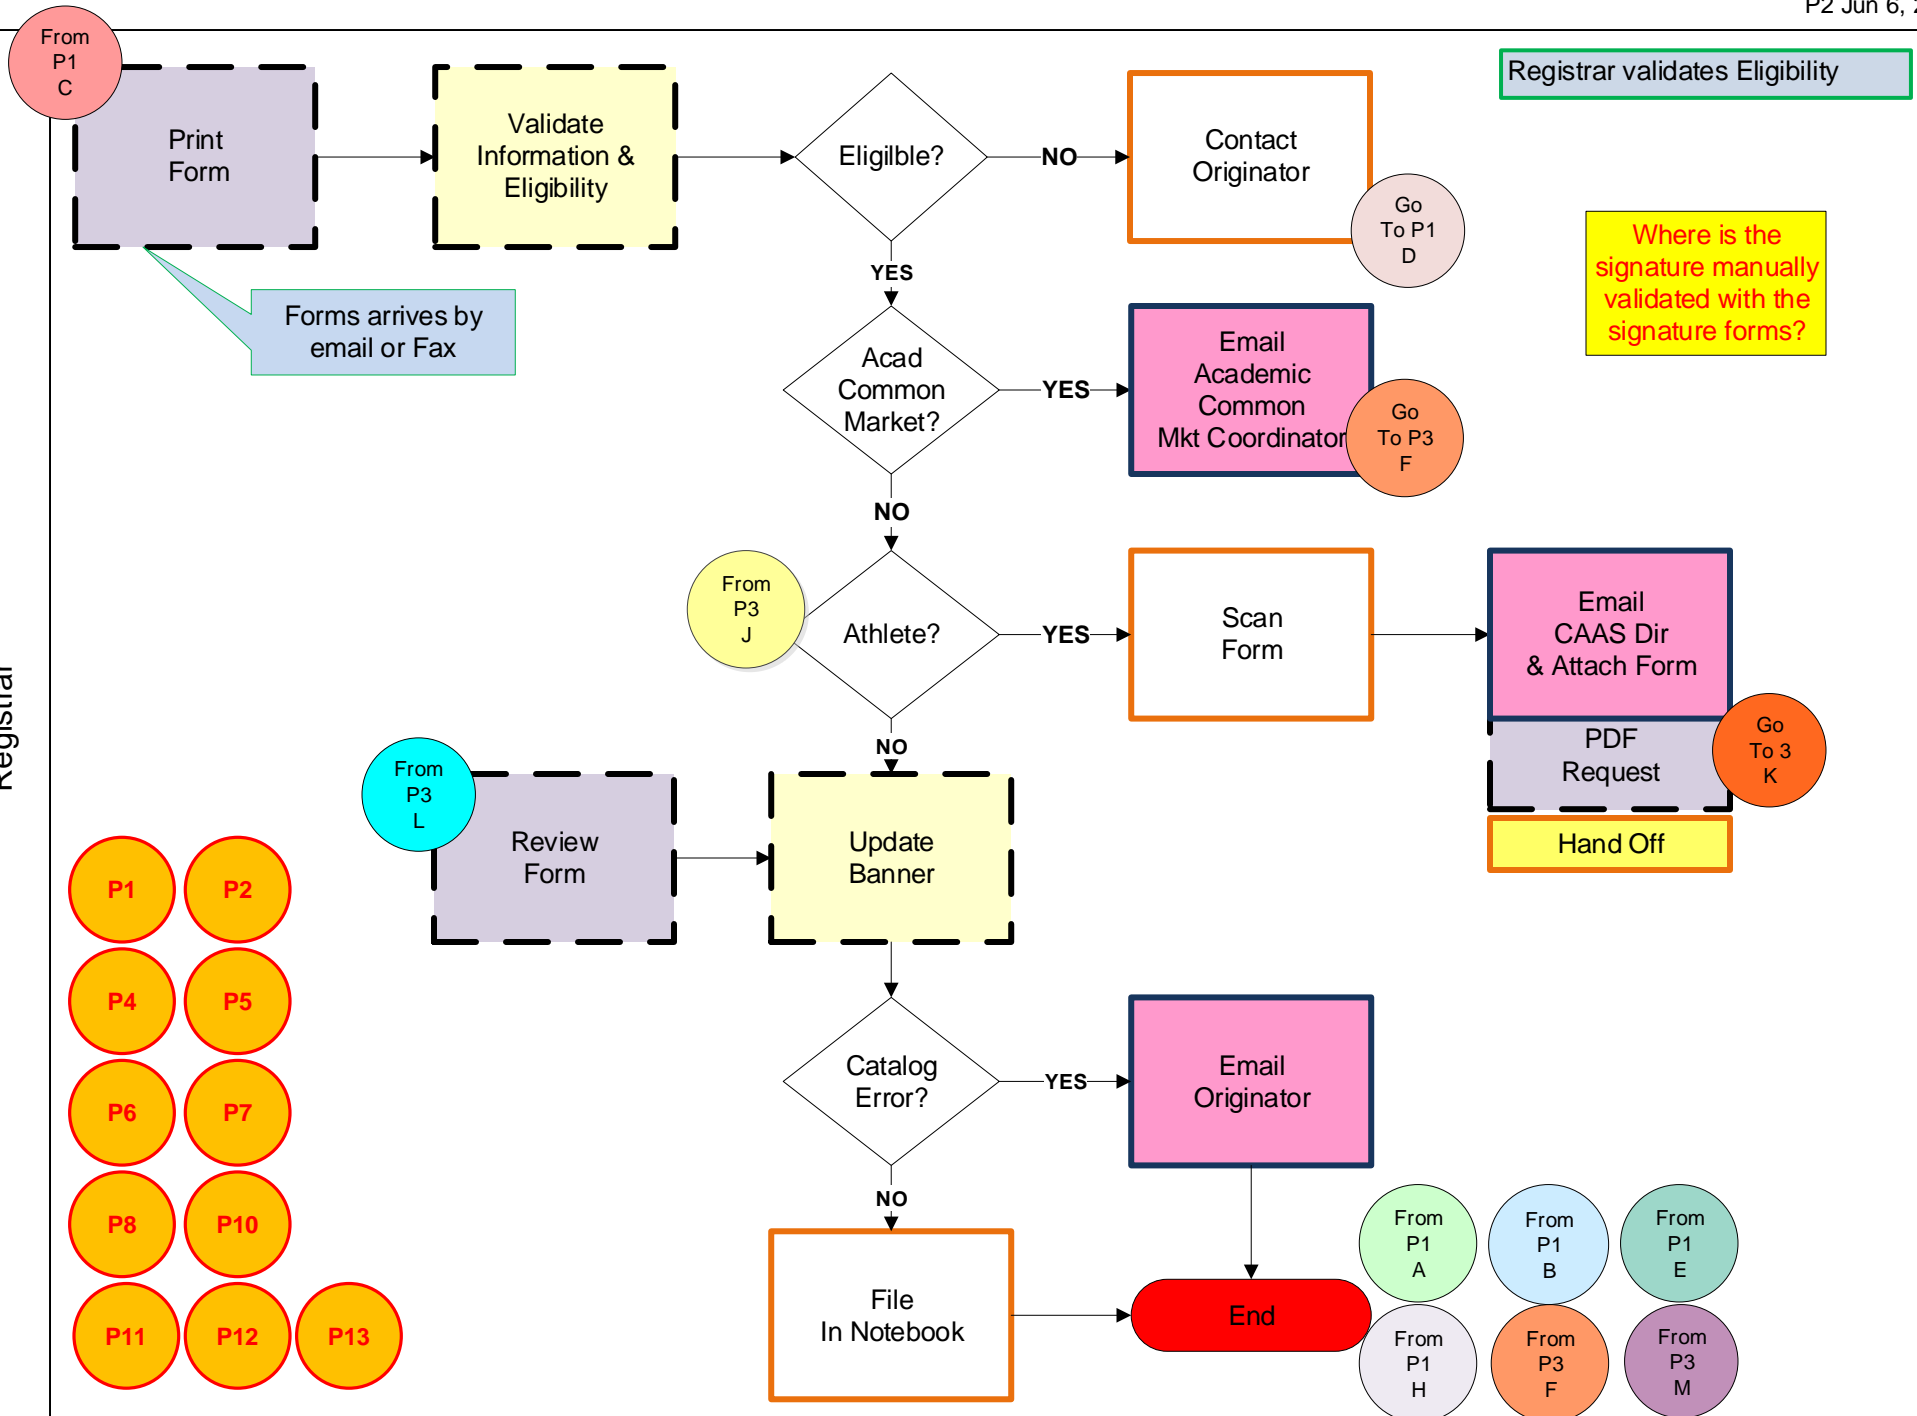 P2 Jun 6, 2
From
P1
C
Print
Form
Validate
Information &
Eligibility
Eligilble?
NO
Contact
Originator
Go
To P1
D
Registrar validates Eligibility
Where is the
signature manually
validated with the
signature forms?
Forms arrives by
email or Fax
YES
Acad
Common
Market?
YES
Email
Academic
Common
Mkt Coordinator
Go
To P3
F
NO
From
P3
J
Athlete?
YES
Scan
Form
Email
CAAS Dir
& Attach Form
PDF
Request
Go
To 3
K
Hand Off
NO
Registrar
From
P3
L
Review
Form
Update
Banner
P1
P2
P4
P5
P6
P7
P8
P10
P11
P12
P13
Catalog
Error?
YES
Email
Originator
NO
File
In Notebook
End
From
P1
A
From
P1
B
From
P1
E
From
P1
H
From
P3
F
From
P3
M